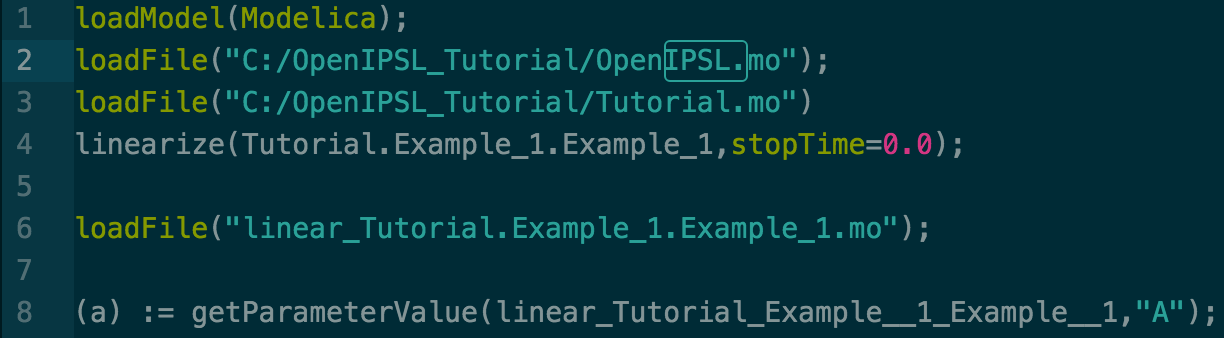 1 loadModel(Modelica);
2 loadFile("C:/OpenIPSL_Tutorial/OpenIPSL.mo");
3 loadFile("C:/OpenIPSL_Tutorial/Tutorial.mo")
4 linearize(Tutorial.Example_1.Example_1,stopTime=0.0);
5
6 loadFile("linear_Tutorial.Example_1.Example_1.mo");
7
8 (a) := getParameterValue(linear_Tutorial_Example__1_Example__1,"A");